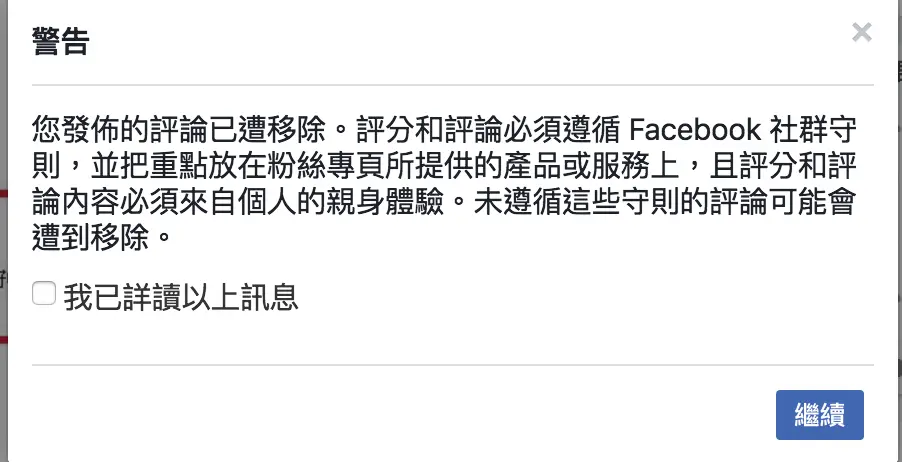 警告
×
您發佈的評論已遭移除。評分和評論必須遵循 Facebook 社群守
則，並把重點放在粉絲專頁所提供的產品或服務上，且評分和評
論內容必須來自個人的親身體驗。未遵循這些守則的評論可能會
遭到移除。
我已詳讀以上訊息
繼續